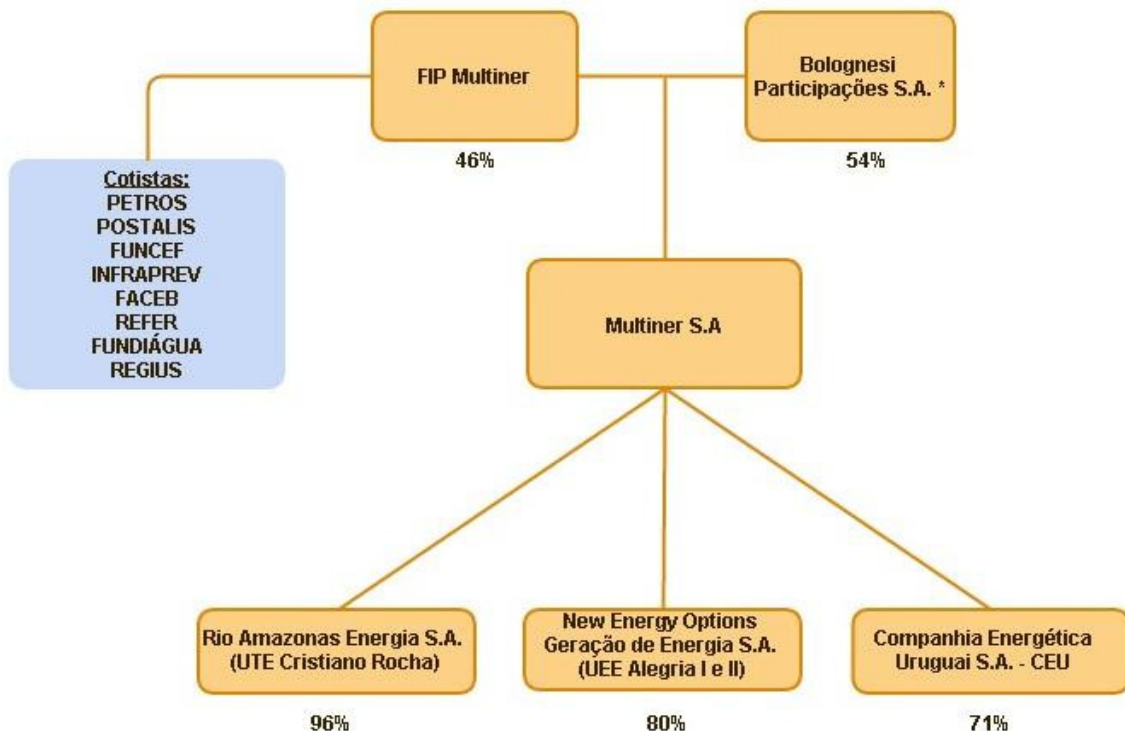 FIP Multiner
Bolognesi
Participações S.A. *
46%
54%
Cotistas:
PETROS
POSTALIS
FUNCEF
INFRAPREV
FACEB
REFER
FUNDIÁGUA
REGIUS
Multiner S.A
Rio Amazonas Energia S.A.
(UTE Cristiano Rocha)
New Energy Options
Geração de Energia S.A.
(UEE Alegria I e II)
Companhia Energética
Uruguai S.A. - CEU
96%
80%
71%